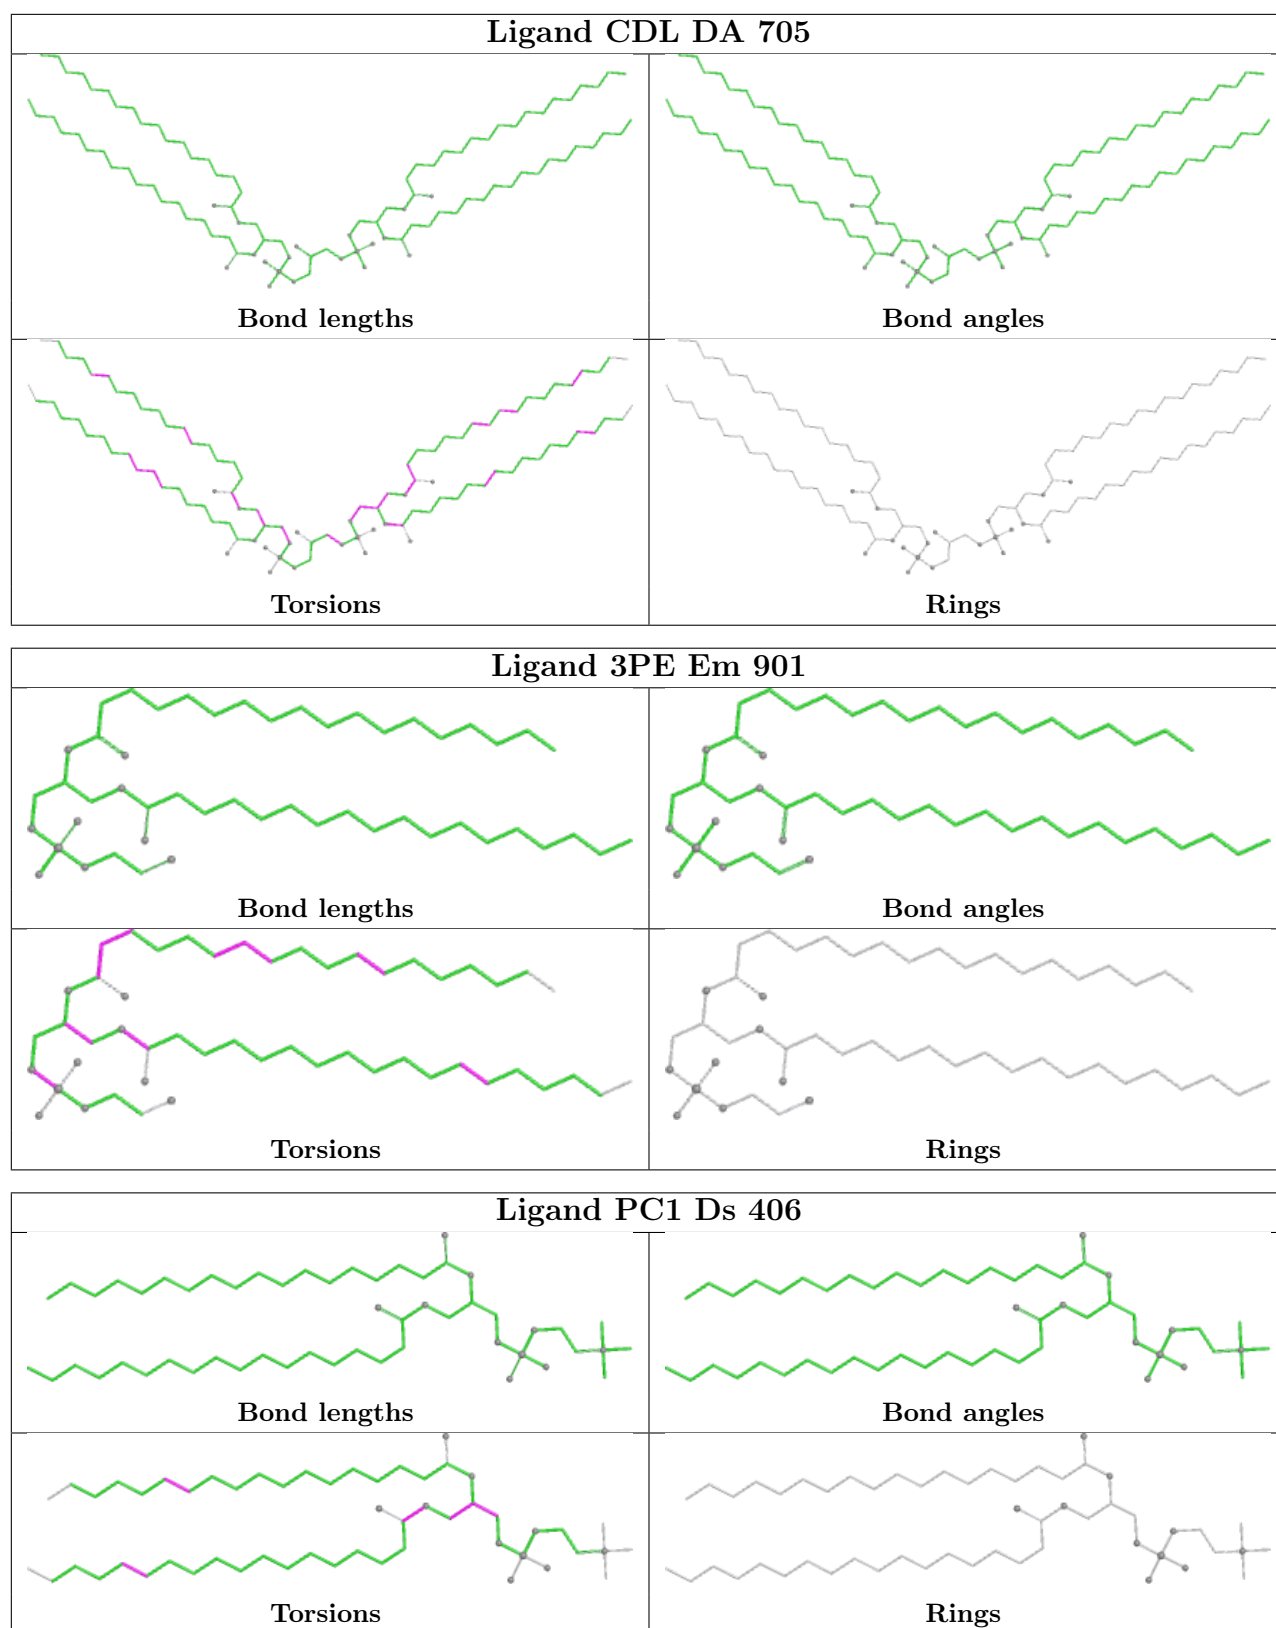 Ligand CDL DA 705
Bond lengths
Bond angles
Torsions
Rings
Ligand 3PE Em 901
Bond lengths
Bond angles
Torsions
Rings
Ligand PC1 Ds 406
Bond lengths
Bond angles
Torsions
Rings